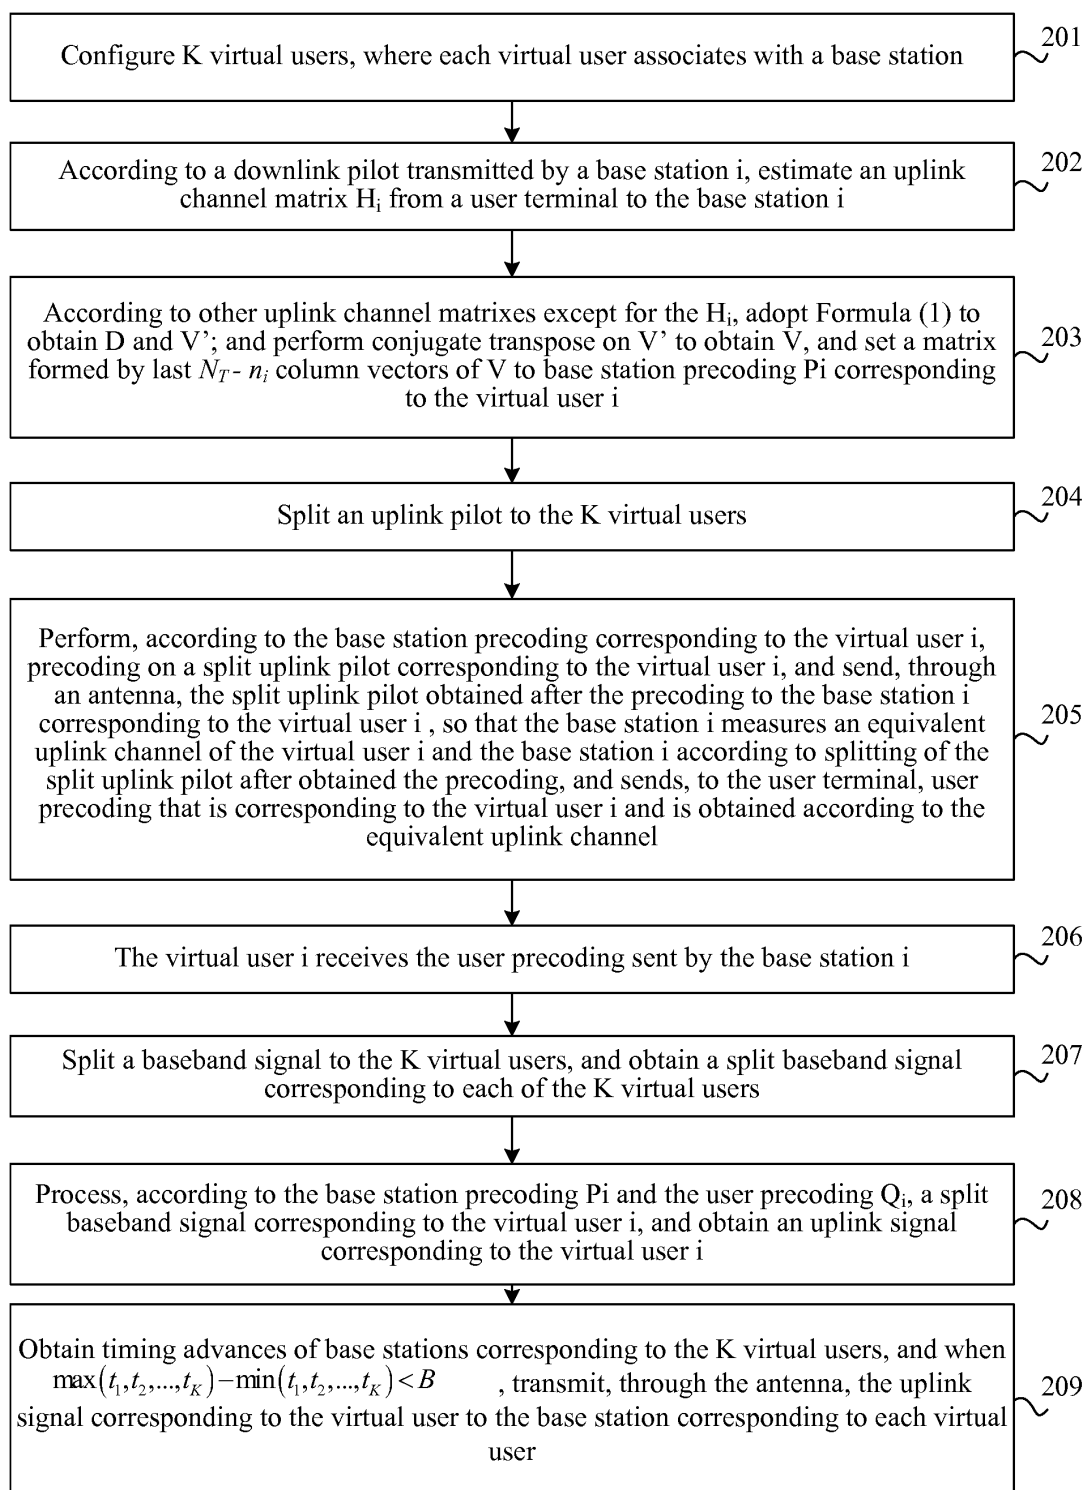 Configure K virtual users, where each virtual user associates with a base station
201
According to a downlink pilot transmitted by a base station i, estimate an uplink
channel matrix Hi from a user terminal to the base station i
202
According to other uplink channel matrixes except for the Hi, adopt Formula (1) to
obtain D and V’; and perform conjugate transpose on V’ to obtain V, and set a matrix
formed by last NT - ni column vectors of V to base station precoding Pi corresponding
to the virtual user i
203
Split an uplink pilot to the K virtual users
204
Perform, according to the base station precoding corresponding to the virtual user i,
precoding on a split uplink pilot corresponding to the virtual user i, and send, through
an antenna, the split uplink pilot obtained after the precoding to the base station i
corresponding to the virtual user i , so that the base station i measures an equivalent
uplink channel of the virtual user i and the base station i according to splitting of the
split uplink pilot after obtained the precoding, and sends, to the user terminal, user
precoding that is corresponding to the virtual user i and is obtained according to the
equivalent uplink channel
205
The virtual user i receives the user precoding sent by the base station i
206
Split a baseband signal to the K virtual users, and obtain a split baseband signal
corresponding to each of the K virtual users
207
Process, according to the base station precoding Pi and the user precoding Qi, a split
baseband signal corresponding to the virtual user i, and obtain an uplink signal
corresponding to the virtual user i
208
Obtain timing advances of base stations corresponding to the K virtual users, and when
max(t1,t2,...,tK)−min(t1,t2,...,tK)<B , transmit, through the antenna, the uplink
signal corresponding to the virtual user to the base station corresponding to each virtual
user
209